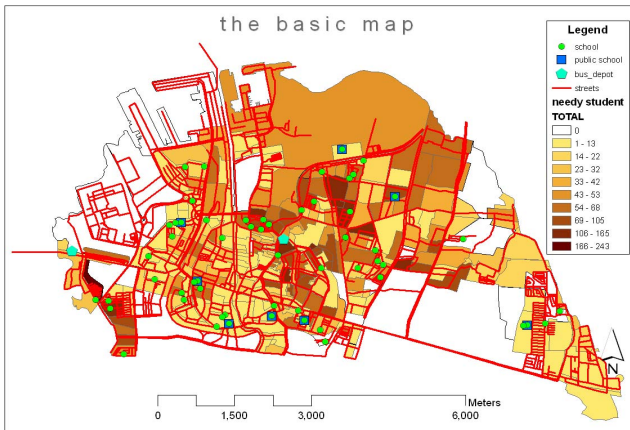 the basic map
Legend
school
public school
bus_depot
streets
needy student
TOTAL
0
1 - 13
14 - 22
23 - 32
33 - 42
43 - 53
54 - 68
69 - 105
106 - 165
166 - 243
N
Meters
0 1,500 3,000 6,000